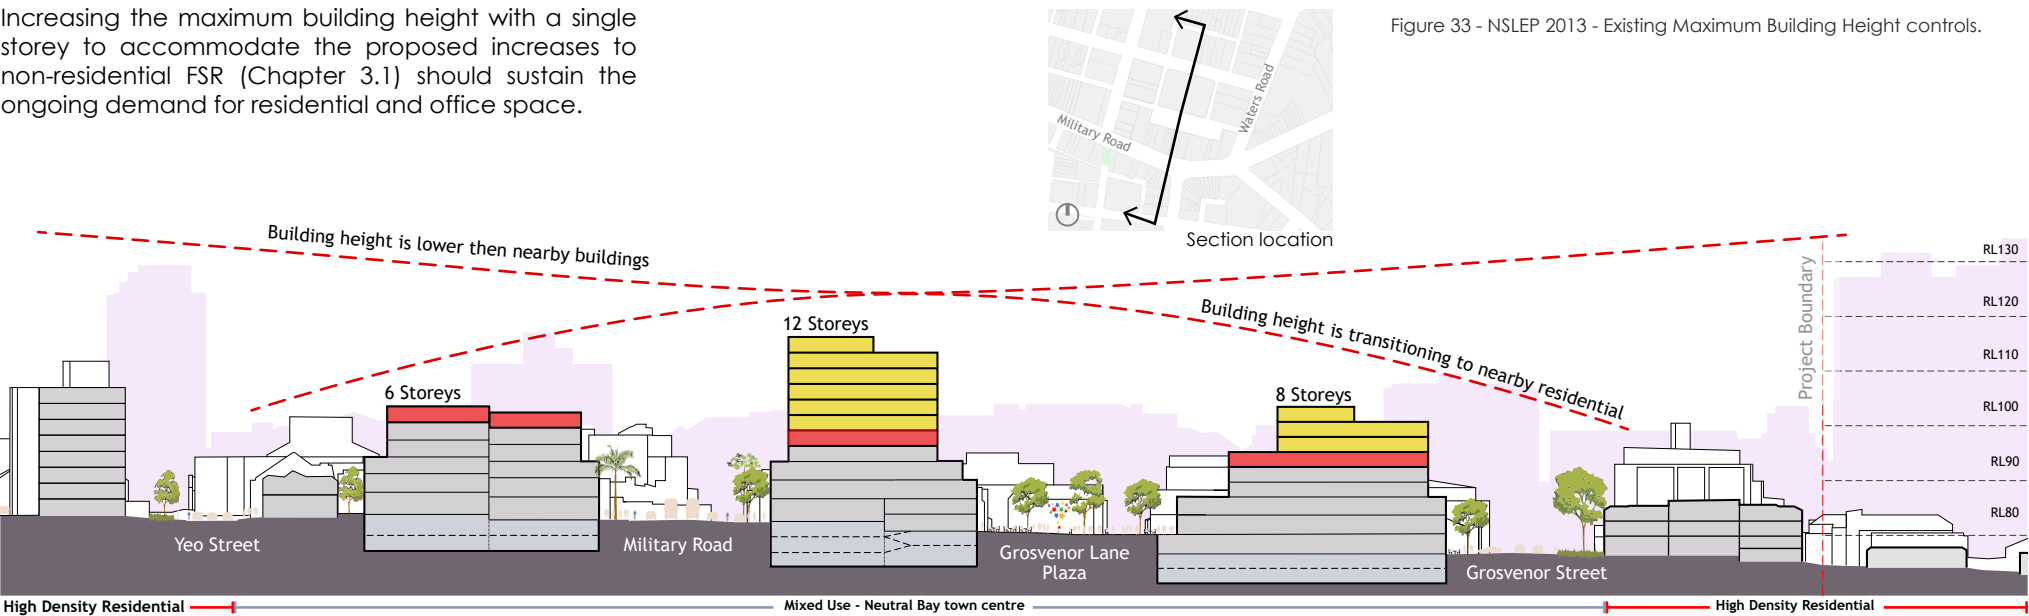 Increasing the maximum building height with a single
storey to accommodate the proposed increases to
non-residential FSR (Chapter 3.1) should sustain the
ongoing demand for residential and office space.
Figure 33 - NSLEP 2013 - Existing Maximum Building Height controls.
Military Road
Waters Road
Section location
Building height is lower then nearby buildings
Building height is transitioning to nearby residential
Project Boundary
RL130
RL120
RL110
RL100
RL90
RL80
6 Storeys
12 Storeys
8 Storeys
Yeo Street
Military Road
Grosvenor Lane
Plaza
Grosvenor Street
High Density Residential
Mixed Use - Neutral Bay town centre
High Density Residential